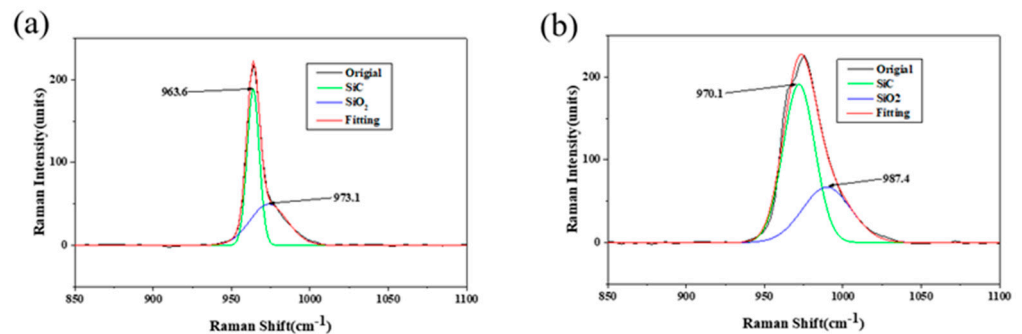 (a)
Raman Intensity(units)
200
100
0
963.6
973.1
Origial
SiC
SiO2
Fitting
850
900
950
1000
1050
1100
Raman Shift(cm-1)
(b)
Raman Intensity(units)
200
100
0
970.1
987.4
Origial
SiC
SiO2
Fitting
850
900
950
1000
1050
1100
Raman Shift(cm-1)